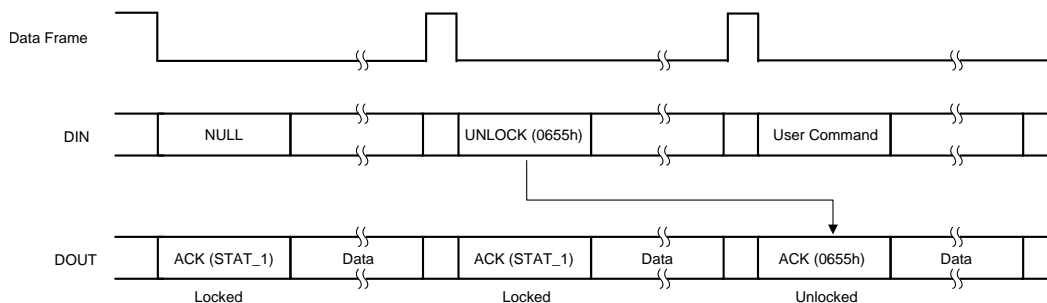 Data Frame
DIN
NULL
UNLOCK (0655h)
User Command
DOUT
ACK (STAT_1)
Data
ACK (STAT_1)
Data
ACK (0655h)
Data
Locked
Locked
Unlocked